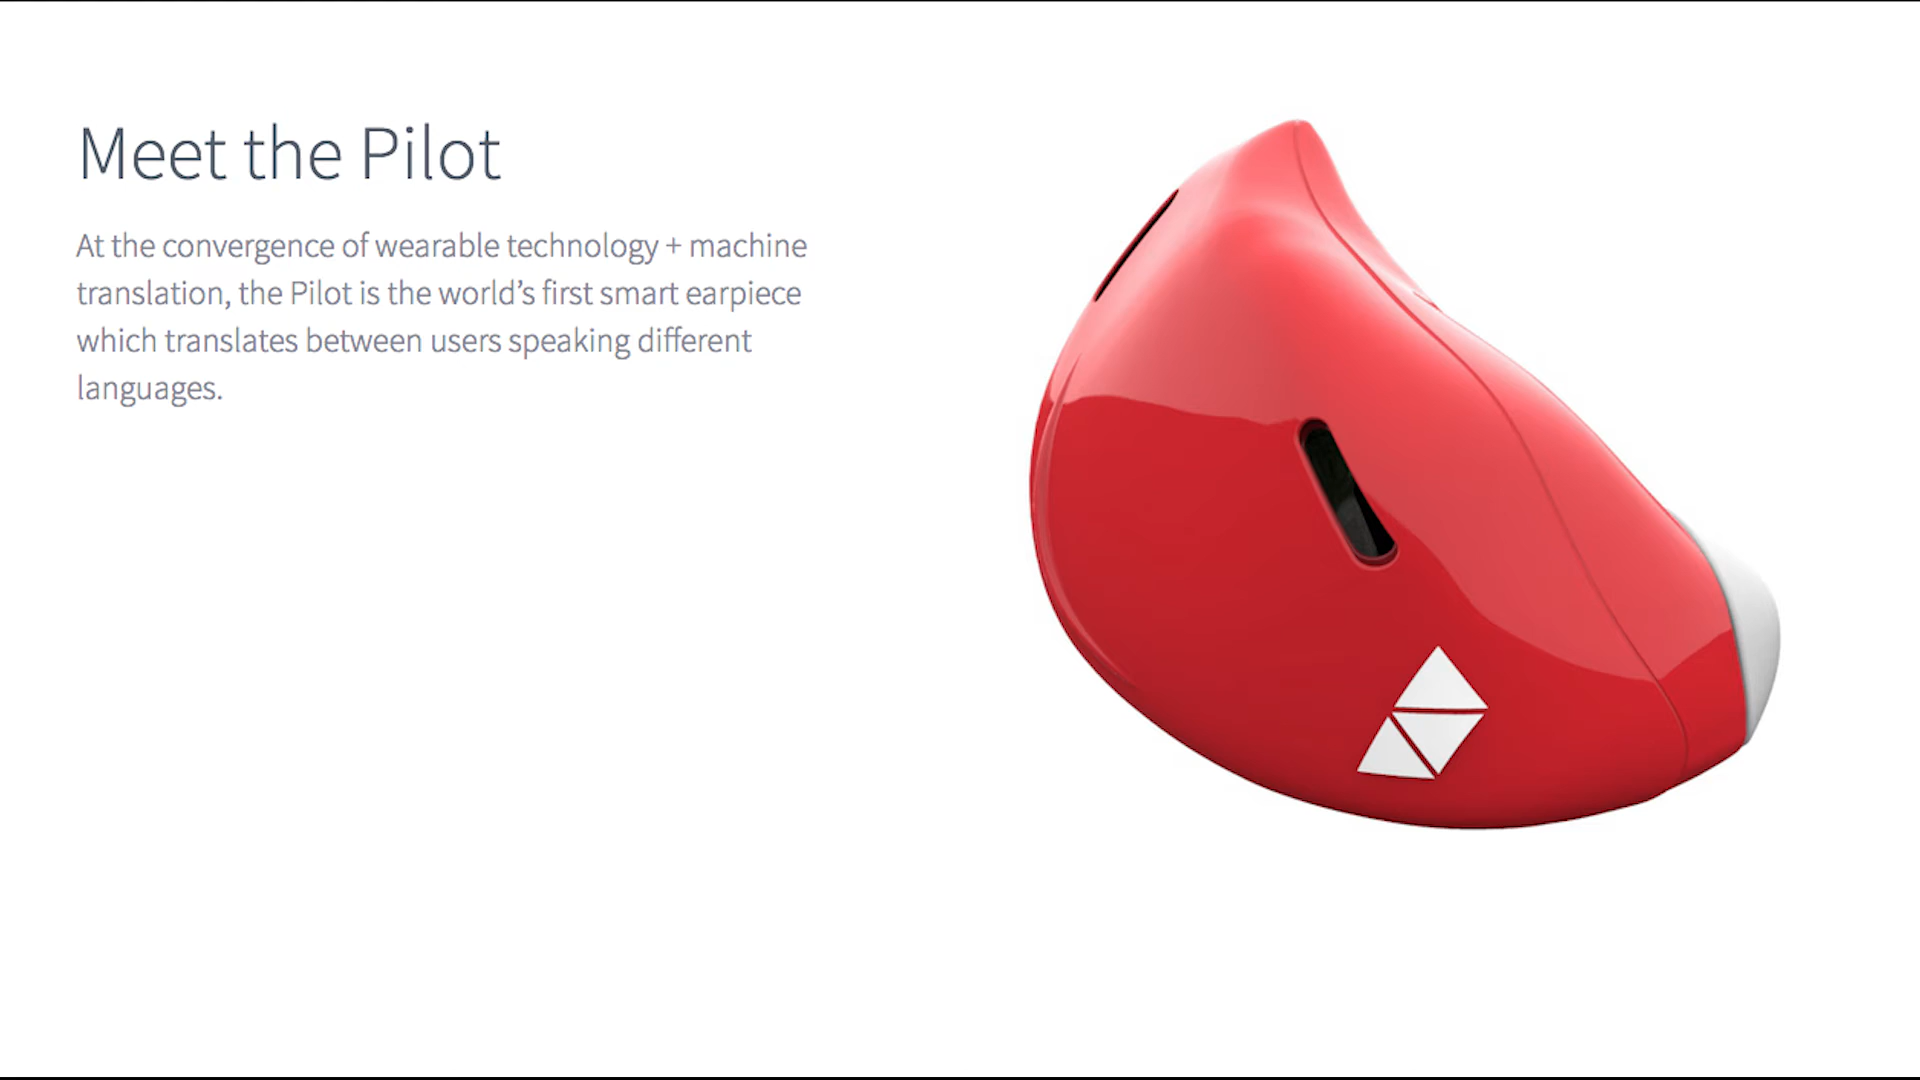 Meet the Pilot
At the convergence of wearable technology + machine
translation, the Pilot is the world’s first smart earpiece
which translates between users speaking different
languages.